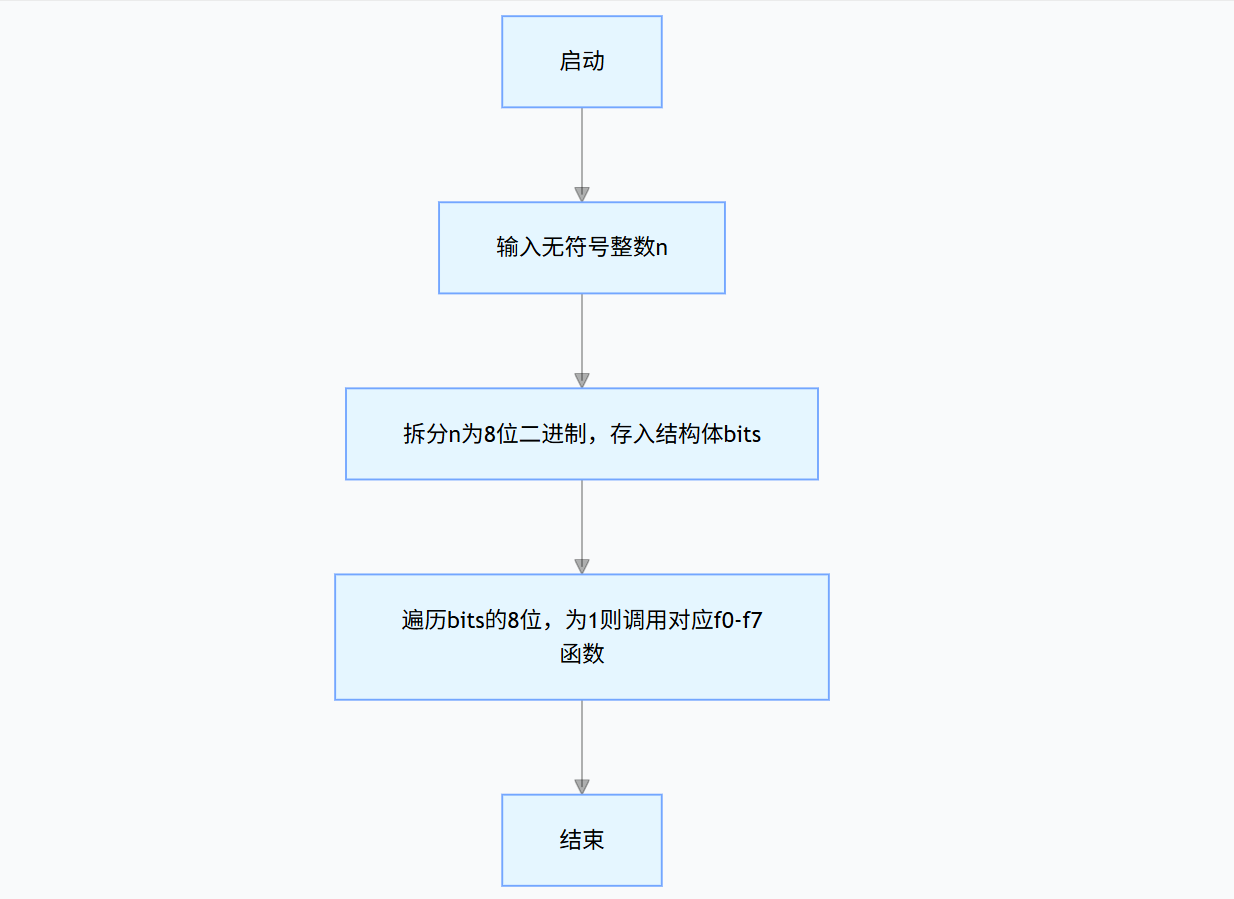 启动
输入无符号整数n
拆分n为8位二进制，存入结构体bits
遍历bits的8位，为1则调用对应f0-f7
函数
结束